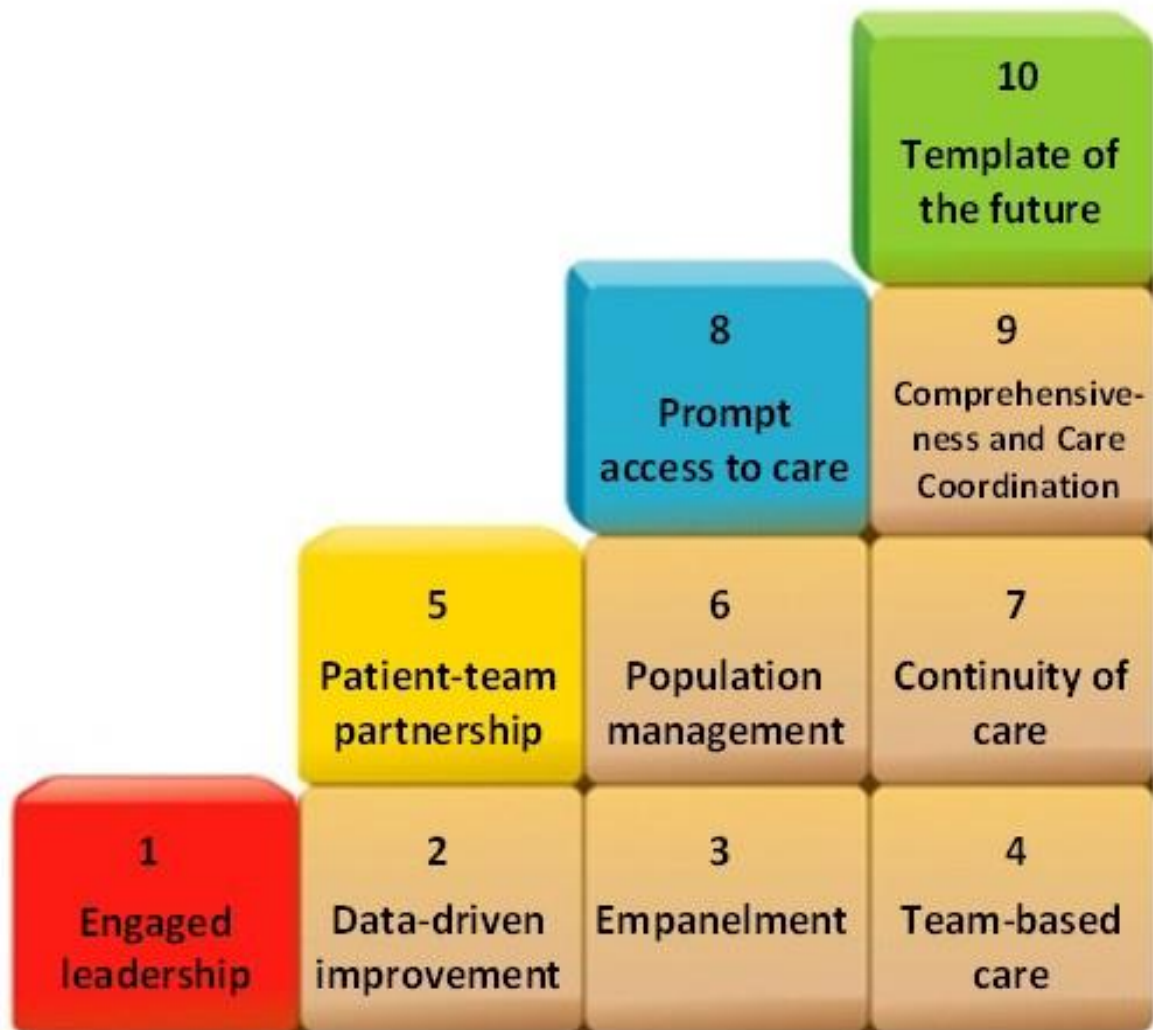 10
Template of
the future
8
Prompt
access to care
9
Comprehensive-
ness and Care
Coordination
5
Patient-team
partnership
6
Population
management
7
Continuity of
care
1
Engaged
leadership
2
Data-driven
improvement
3
Empanelment
4
Team-based
care